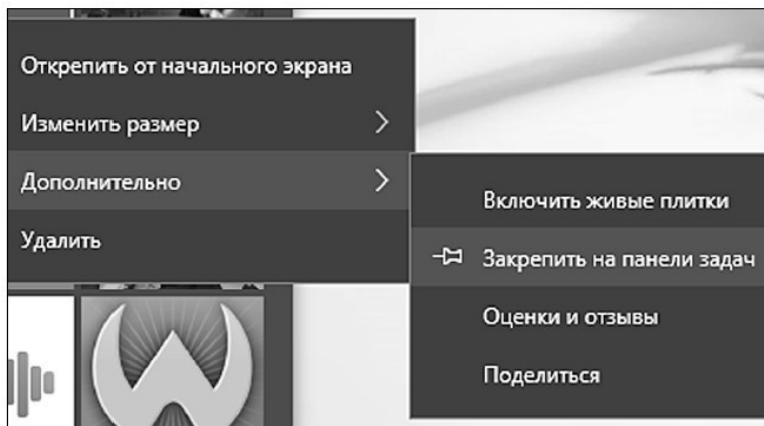 Открепить от начального экрана
Изменить размер
Дополнительно
Удалить
Включить живые плитки
Закрепить на панели задач
Оценки и отзывы
Поделиться